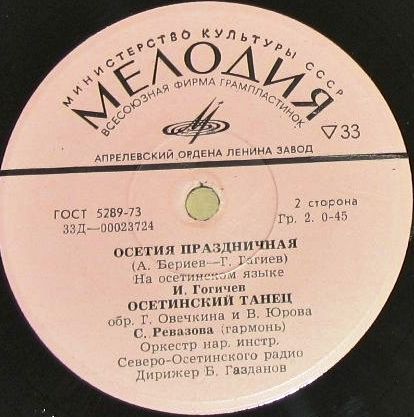 МИНИСТЕРСТВО КУЛЬТУРЫ СССР
МЕЛОДИЯ
ВСЕСОЮЗНАЯ ФИРМА ГРАМПЛАСТИНОК
▽33
АПРЕЛЕВСКИЙ ОРДЕНА ЛЕНИНА ЗАВОД
ГОСТ 5289-73
33Д—00023724
2 сторона
Гр. 2. 0-45
ОСЕТИЯ ПРАЗДНИЧНАЯ
(А. Бериев—Г. Гагиев)
На осетинском языке
И. Гогичев
ОСЕТИНСКИЙ ТАНЕЦ
обр. Г. Овечкина и В. Юрова
С. Ревазова (гармонь)
Оркестр нар. инстр.
Северо-Осетинского радио
Дирижер Б. Газданов